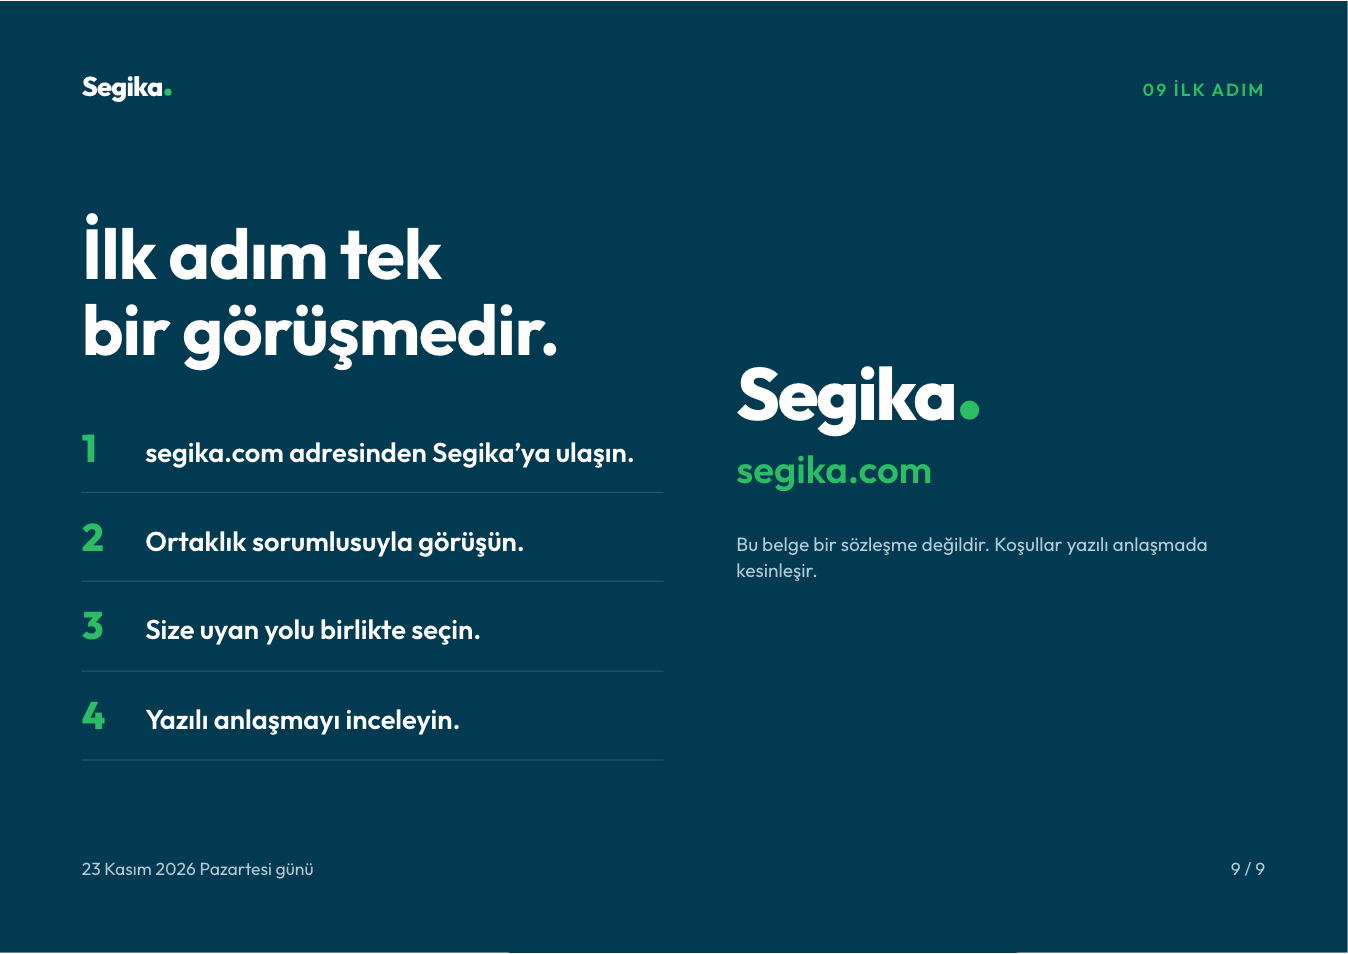 Segika.
09 İLK ADIM
İlk adım tek
bir görüşmedir.
1 segika.com adresinden Segika’ya ulaşın.
2 Ortaklık sorumlusuyla görüşün.
3 Size uyan yolu birlikte seçin.
4 Yazılı anlaşmayı inceleyin.
Segika.
segika.com
Bu belge bir sözleşme değildir. Koşullar yazılı anlaşmada
kesinleşir.
23 Kasım 2026 Pazartesi günü
9 / 9